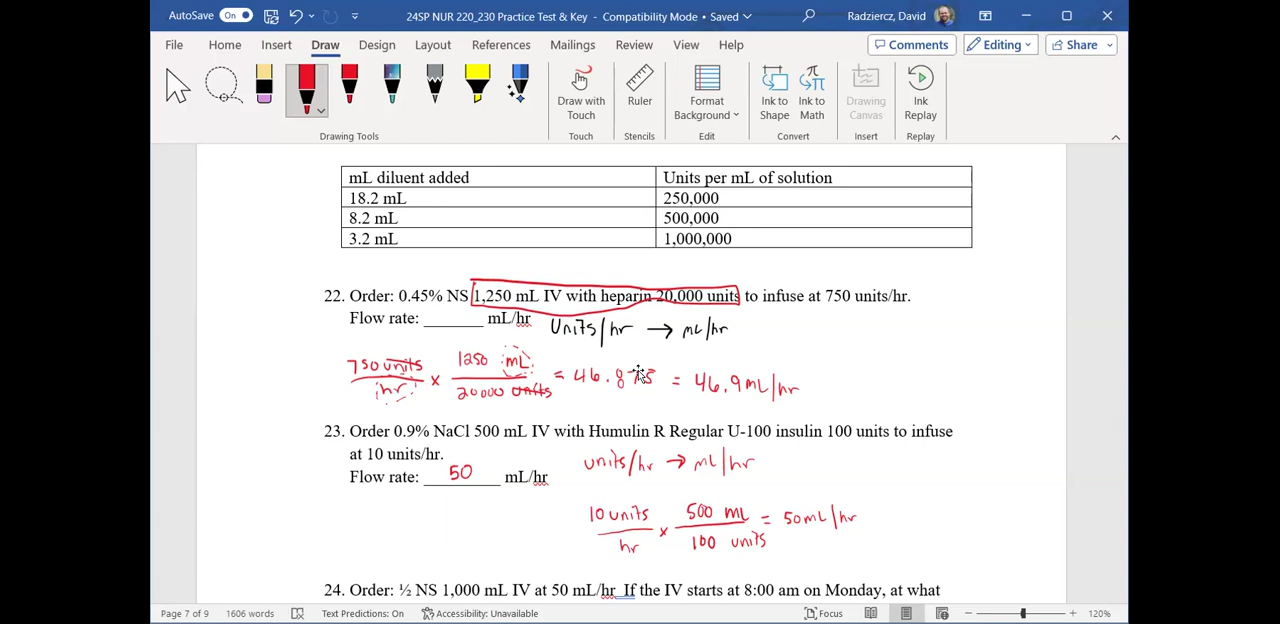 AutoSave On 24SP NUR 220_230 Practice Test & Key - Compatibility Mode • Saved Radziercz, David
File Home Insert Draw Design Layout References Mailings Review View Help Comments Editing Share
Draw with Touch Ruler Format Background Ink to Shape Ink to Math Drawing Canvas Ink Replay
Drawing Tools Touch Stencils Edit Convert Insert Replay
mL diluent added Units per mL of solution
18.2 mL 250,000
8.2 mL 500,000
3.2 mL 1,000,000
22. Order: 0.45% NS 1,250 mL IV with heparin 20,000 units to infuse at 750 units/hr.
Flow rate: _______ mL/hr Units/hr → mL/hr
750 units/hr x 1250 mL/20000 units = 46.875 = 46.9 mL/hr
23. Order 0.9% NaCl 500 mL IV with Humulin R Regular U-100 insulin 100 units to infuse
at 10 units/hr. units/hr → mL/hr
Flow rate: 50 mL/hr
10 units/hr x 500 mL/100 units = 50mL/hr
24. Order: ½ NS 1,000 mL IV at 50 mL/hr If the IV starts at 8:00 am on Monday, at what
Page 7 of 9 1606 words Text Predictions: On Accessibility: Unavailable Focus 120%